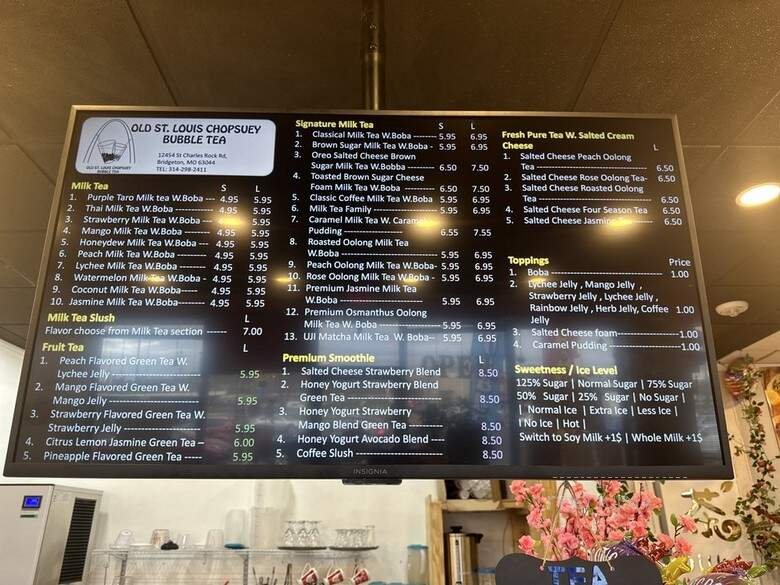 OLD ST. LOUIS CHOPSUEY
BUBBLE TEA
12454 St Charles Rock Rd,
Bridgeton, MO 63044
TEL: 314-298-2411
OLD ST. LOUIS CHOPSUEY
BUBBLE TEA
Milk Tea S L
1. Purple Taro Milk tea W.Boba --- 4.95 5.95
2. Thai Milk Tea W.Boba ----- 4.95 5.95
3. Strawberry Milk Tea W.Boba --- 4.95 5.95
4. Mango Milk Tea W.Boba ---- 4.95 5.95
5. Honeydew Milk Tea W.Boba --- 4.95 5.95
6. Peach Milk Tea W.Boba ---- 4.95 5.95
7. Lychee Milk Tea W.Boba ---- 4.95 5.95
8. Watermelon Milk Tea W.Boba - 4.95 5.95
9. Coconut Milk Tea W.Boba---- 4.95 5.95
10. Jasmine Milk Tea W.Boba---- 4.95 5.95
Milk Tea Slush L
Flavor choose from Milk Tea section ------ 7.00
Fruit Tea L
1. Peach Flavored Green Tea W.
Lychee Jelly ---------------- 5.95
2. Mango Flavored Green Tea W.
Mango Jelly ---------------- 5.95
3. Strawberry Flavored Green Tea W.
Strawberry Jelly ---------------- 5.95
4. Citrus Lemon Jasmine Green Tea -- 6.00
5. Pineapple Flavored Green Tea ---- 5.95
Signature Milk Tea S L
1. Classical Milk Tea W.Boba -------- 5.95 6.95
2. Brown Sugar Milk Tea W.Boba - 5.95 6.95
3. Oreo Salted Cheese Brown
Sugar Milk Tea W.Bobba -------- 6.50 7.50
4. Toasted Brown Sugar Cheese
Foam Milk Tea W.Boba -------- 6.50 7.50
5. Classic Coffee Milk Tea W.Boba 5.95 6.95
6. Milk Tea Family ---------------- 5.95 6.95
7. Caramel Milk Tea W. Caramel
Pudding ---------------- 6.55 7.55
8. Roasted Oolong Milk Tea
W.Boba ---------------- 5.95 6.95
9. Peach Oolong Milk Tea W.Boba- 5.95 6.95
10. Rose Oolong Milk Tea W.Boba- 5.95 6.95
11. Premium Jasmine Milk Tea
W.Boba ---------------- 5.95 6.95
12. Premium Osmanthus Oolong
Milk Tea W. Boba ------------ 5.95 6.95
13. UJI Matcha Milk Tea W. Boba-- 5.95 6.95
Premium Smoothie L
1. Salted Cheese Strawberry Blend 8.50
2. Honey Yogurt Strawberry Blend
Green Tea ---------------- 8.50
3. Honey Yogurt Strawberry
Mango Blend Green Tea -------- 8.50
4. Honey Yogurt Avocado Blend ---- 8.50
5. Coffee Slush ---------------- 8.50
Fresh Pure Tea W. Salted Cream
Cheese L
1. Salted Cheese Peach Oolong
Tea ---------------- 6.50
2. Salted Cheese Rose Oolong Tea- 6.50
3. Salted Cheese Roasted Oolong
Tea ---------------- 6.50
4. Salted Cheese Four Season Tea 6.50
5. Salted Cheese Jasmine Tea ---- 6.50
Toppings Price
1. Boba ---------------- 1.00
2. Lychee Jelly , Mango Jelly ,
Strawberry Jelly , Lychee Jelly ,
Rainbow Jelly , Herb Jelly, Coffee 1.00
Jelly
3. Salted Cheese foam------------1.00
4. Caramel Pudding ------------1.00
Sweetness / Ice Level
125% Sugar | Normal Sugar | 75% Sugar
50% Sugar | 25% Sugar | No Sugar |
| Normal Ice | Extra Ice | Less Ice |
| No Ice | Hot |
Switch to Soy Milk +1$ | Whole Milk +1$
INSIGNIA
TEA